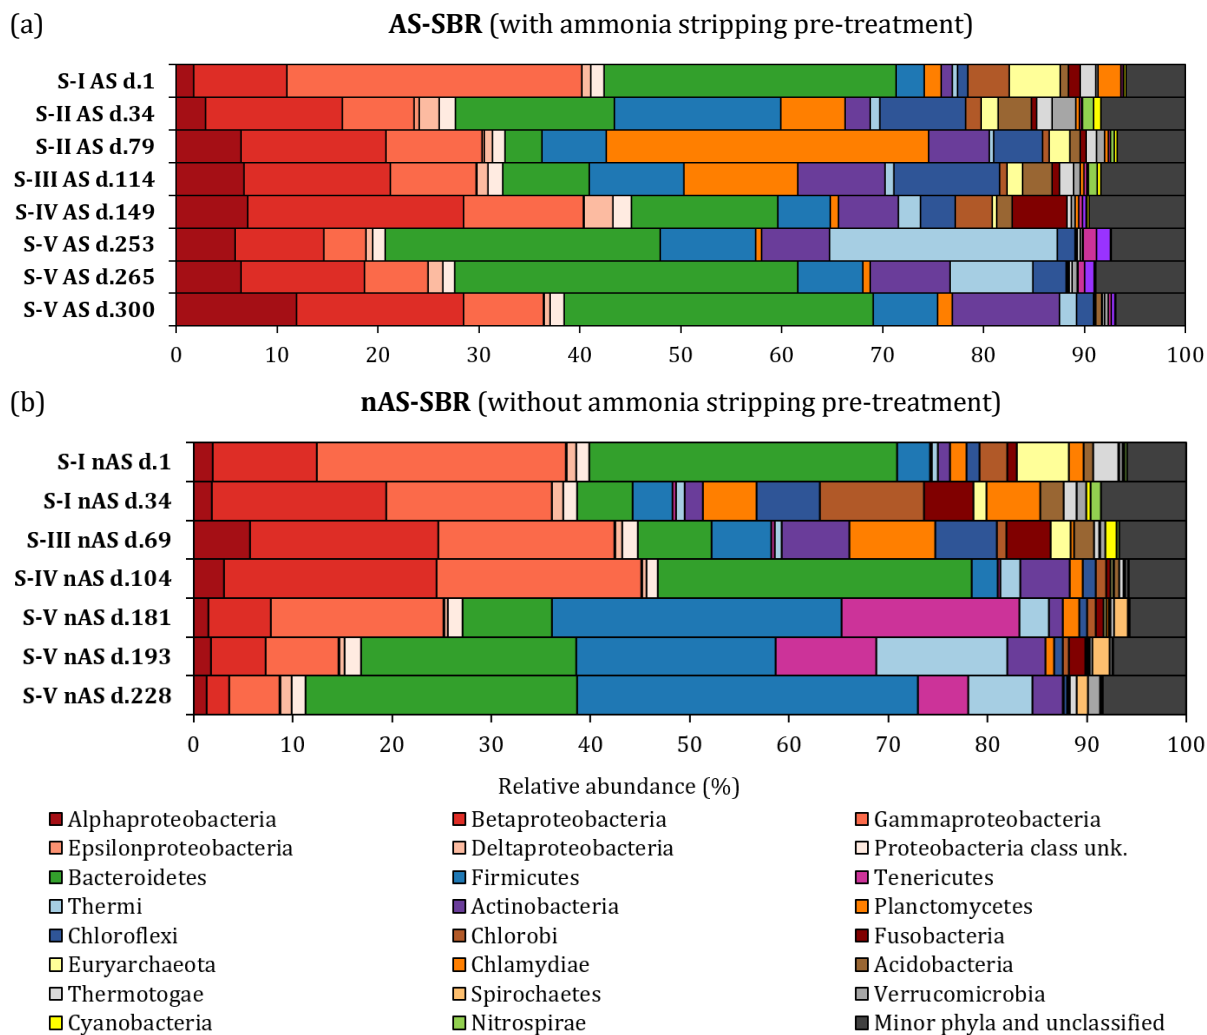 (a) AS-SBR (with ammonia stripping pre-treatment)
S-I AS d.1
S-II AS d.34
S-II AS d.79
S-III AS d.114
S-IV AS d.149
S-V AS d.253
S-V AS d.265
S-V AS d.300
0 10 20 30 40 50 60 70 80 90 100
(b) nAS-SBR (without ammonia stripping pre-treatment)
S-I nAS d.1
S-I nAS d.34
S-III nAS d.69
S-IV nAS d.104
S-V nAS d.181
S-V nAS d.193
S-V nAS d.228
0 10 20 30 40 50 60 70 80 90 100
Relative abundance (%)
Alphaproteobacteria Betaproteobacteria Gammaproteobacteria
Epsilonproteobacteria Deltaproteobacteria Proteobacteria class unk.
Bacteroidetes Firmicutes Tenericutes
Thermi Actinobacteria Planctomycetes
Chloroflexi Chlorobi Fusobacteria
Euryarchaeota Chlamydiae Acidobacteria
Thermotogae Spirochaetes Verrucomicrobia
Cyanobacteria Nitrospirae Minor phyla and unclassified